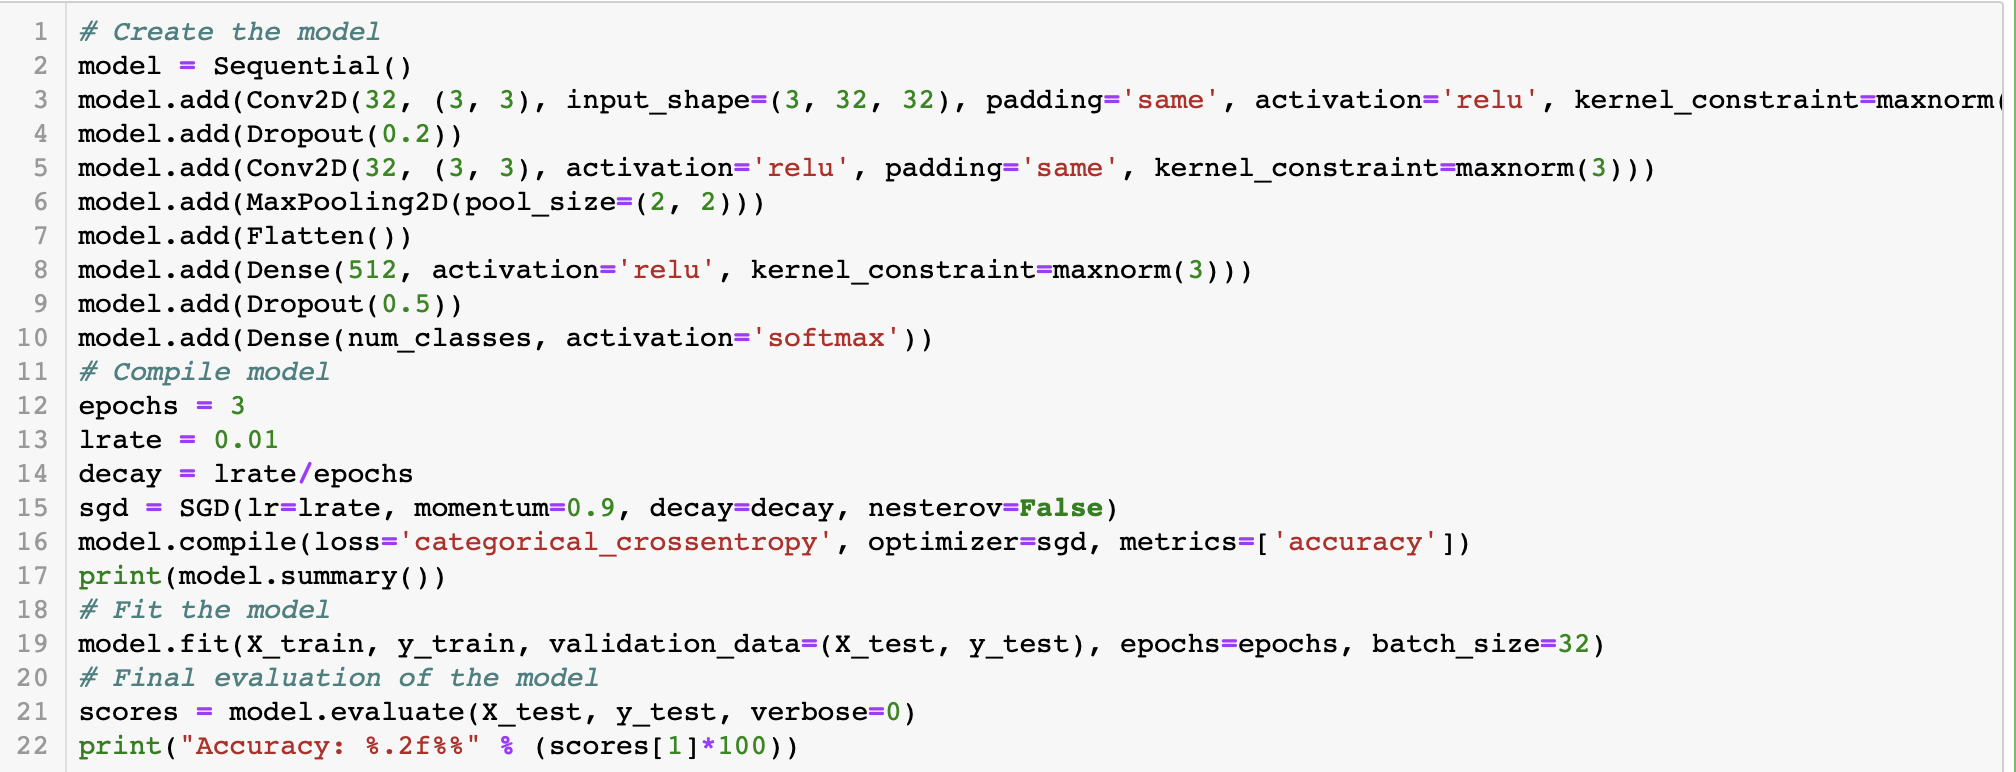 1 # Create the model
2 model = Sequential()
3 model.add(Conv2D(32, (3, 3), input_shape=(3, 32, 32), padding='same', activation='relu', kernel_constraint=maxnorm(
4 model.add(Dropout(0.2))
5 model.add(Conv2D(32, (3, 3), activation='relu', padding='same', kernel_constraint=maxnorm(3)))
6 model.add(MaxPooling2D(pool_size=(2, 2)))
7 model.add(Flatten())
8 model.add(Dense(512, activation='relu', kernel_constraint=maxnorm(3)))
9 model.add(Dropout(0.5))
10 model.add(Dense(num_classes, activation='softmax'))
11 # Compile model
12 epochs = 3
13 lrate = 0.01
14 decay = lrate/epochs
15 sgd = SGD(lr=lrate, momentum=0.9, decay=decay, nesterov=False)
16 model.compile(loss='categorical_crossentropy', optimizer=sgd, metrics=['accuracy'])
17 print(model.summary())
18 # Fit the model
19 model.fit(X_train, y_train, validation_data=(X_test, y_test), epochs=epochs, batch_size=32)
20 # Final evaluation of the model
21 scores = model.evaluate(X_test, y_test, verbose=0)
22 print("Accuracy: %.2f%%" % (scores[1]*100))